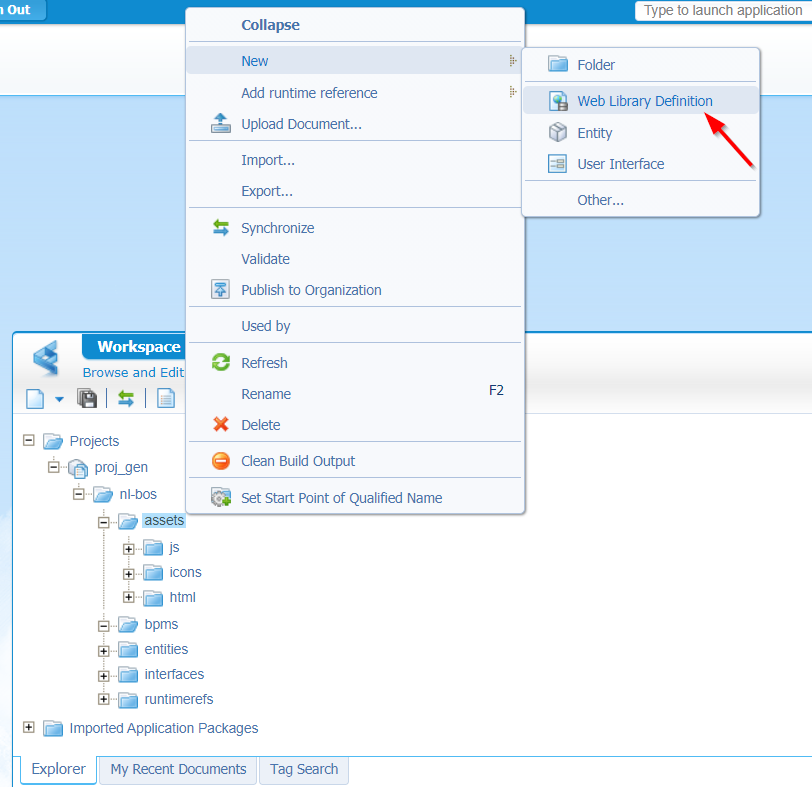 n Out
Type to launch application
Collapse
New
Add runtime reference
Upload Document...
Import...
Export...
Synchronize
Validate
Publish to Organization
Used by
Refresh
Rename F2
Delete
Clean Build Output
Set Start Point of Qualified Name
Folder
Web Library Definition
Entity
User Interface
Other...
Workspace
Browse and Edit
Projects
proj_gen
nl-bos
assets
js
icons
html
bpms
entities
interfaces
runtimerefs
Imported Application Packages
Explorer My Recent Documents Tag Search